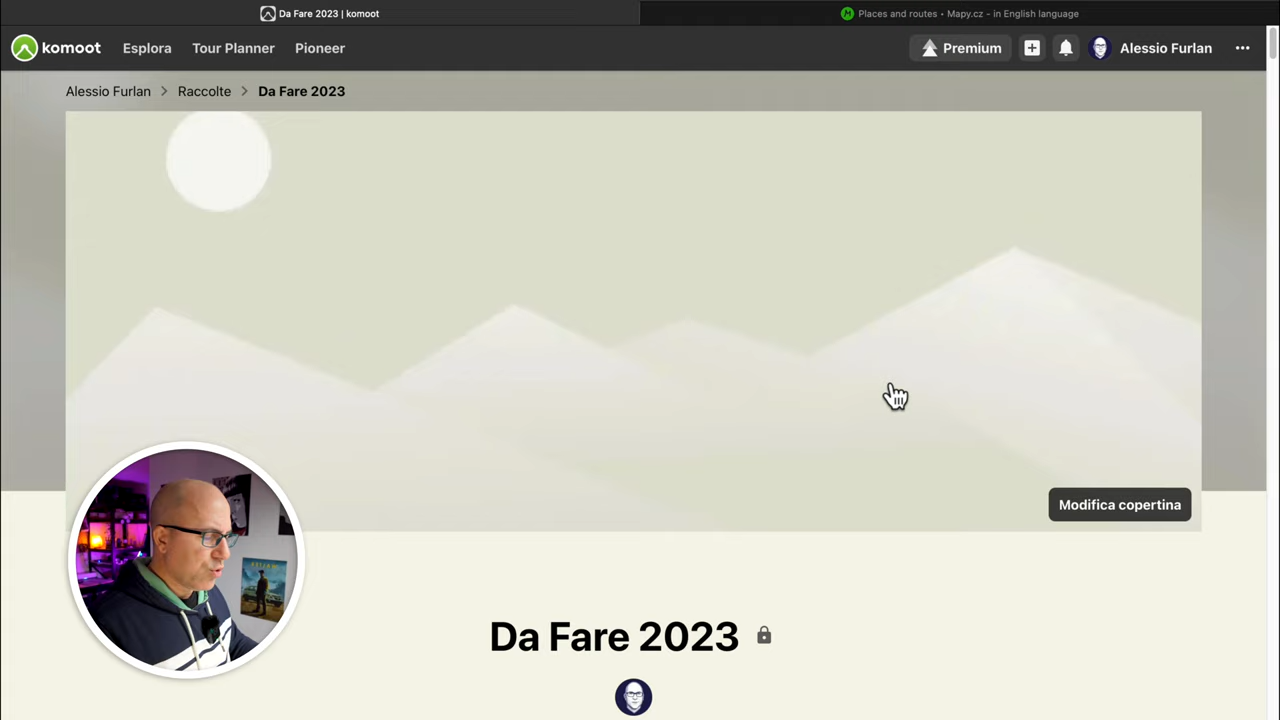 Da Fare 2023 | komoot
Places and routes • Mapy.cz - in English language
komoot Esplora Tour Planner Pioneer Premium Alessio Furlan
Alessio Furlan > Raccolte > Da Fare 2023
Modifica copertina
Da Fare 2023